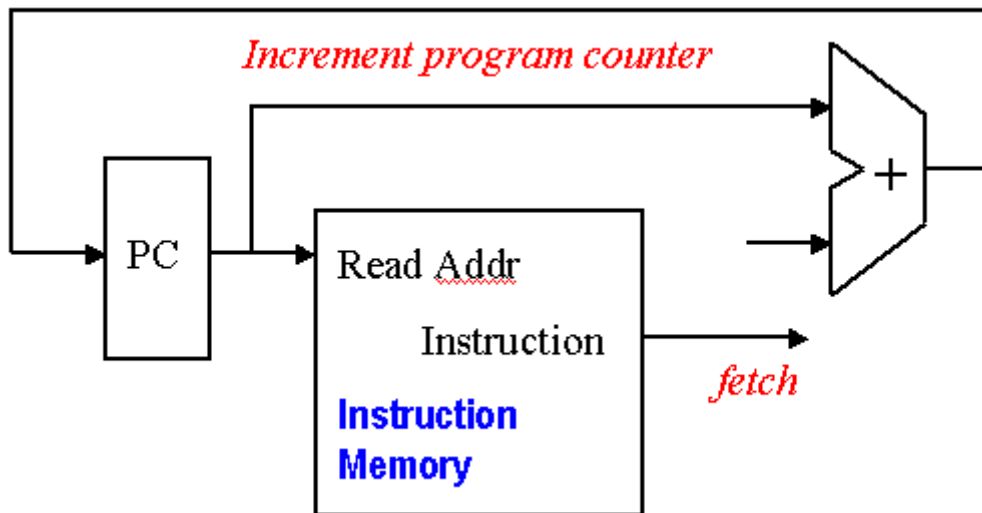 Increment program counter
+
PC
Read Addr
Instruction
fetch
Instruction
Memory